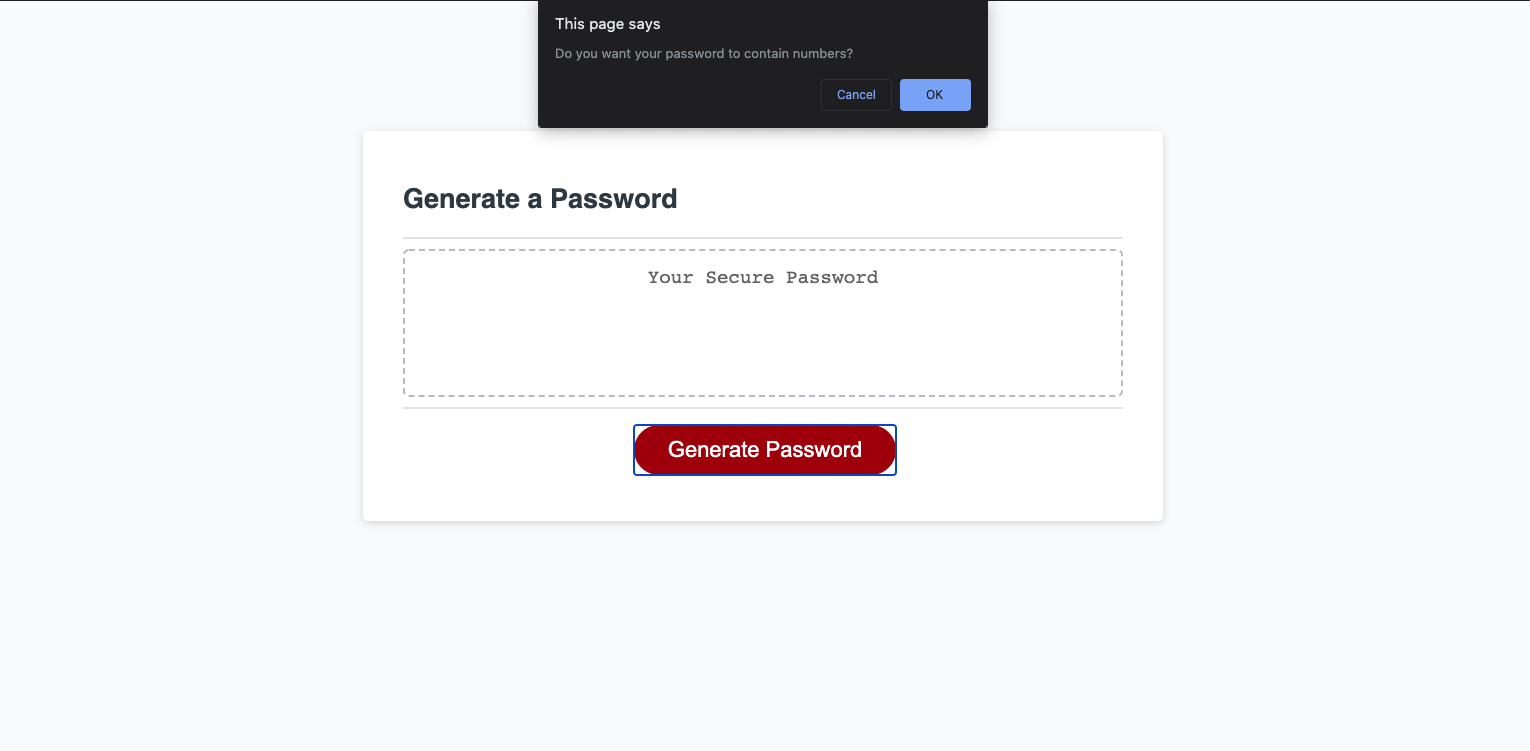 This page says
Do you want your password to contain numbers?
Cancel OK
Generate a Password
Your Secure Password
Generate Password